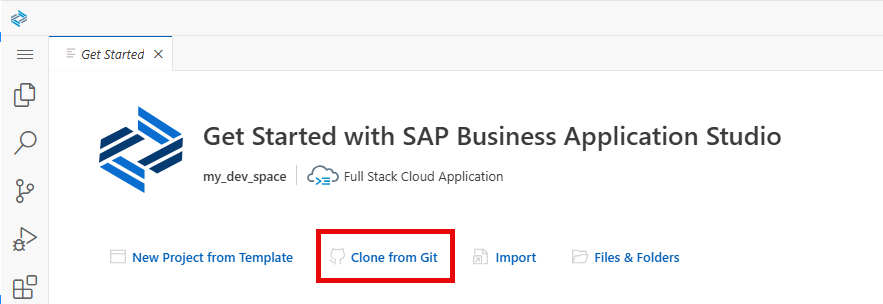 Get Started
Get Started with SAP Business Application Studio
my_dev_space Full Stack Cloud Application
New Project from Template Clone from Git Import Files & Folders